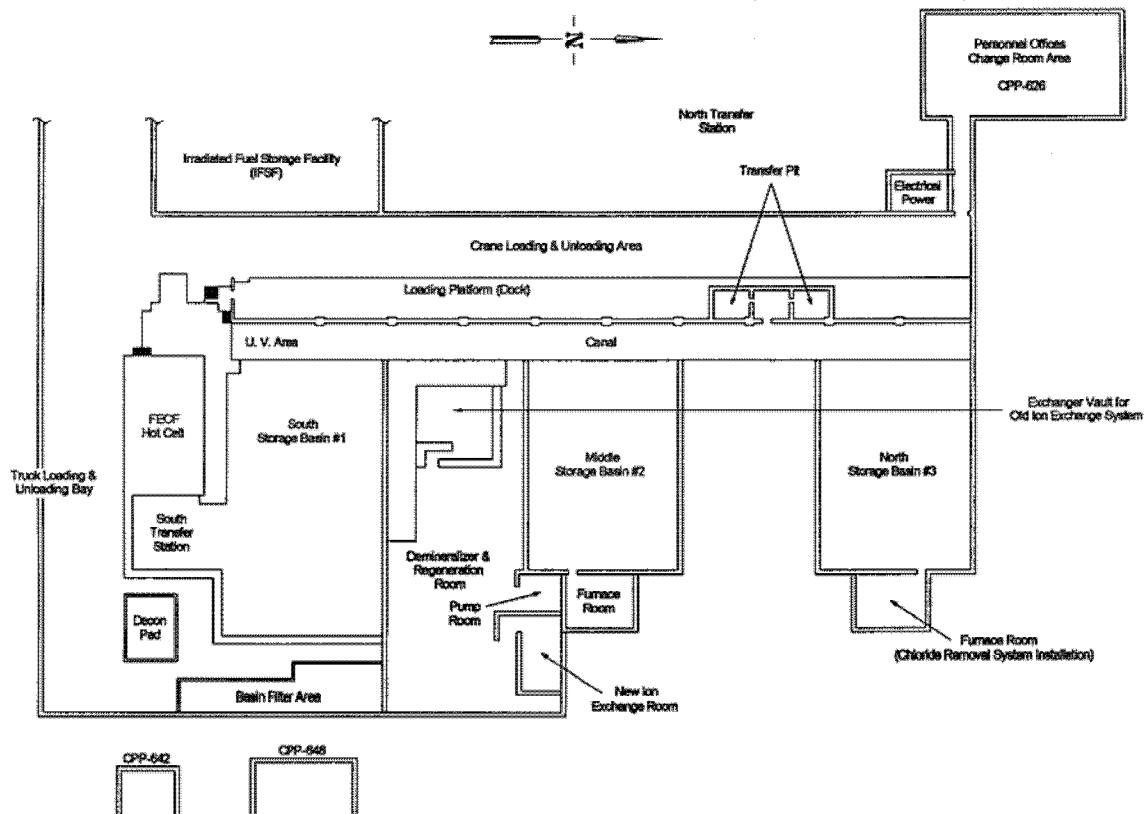 N
Personnel Offices
Change Room Area
CPP-626
North Transfer
Station
Irradiated Fuel Storage Facility
(IFSF)
Transfer Pit
Electrical
Power
Crane Loading & Unloading Area
Loading Platform (Dock)
U. V. Area
Canal
FECF
Hot Cell
South
Storage Basin #1
Exchanger Vault for
Old Ion Exchange System
Middle
Storage Basin #2
North
Storage Basin #3
Truck Loading &
Unloading Bay
South
Transfer
Station
Demineralizer &
Regeneration
Room
Pump
Room
Furnace
Room
Decon
Pad
Furnace Room
(Chloride Removal System Installation)
Basin Filter Area
New Ion
Exchange Room
CPP-642
CPP-648